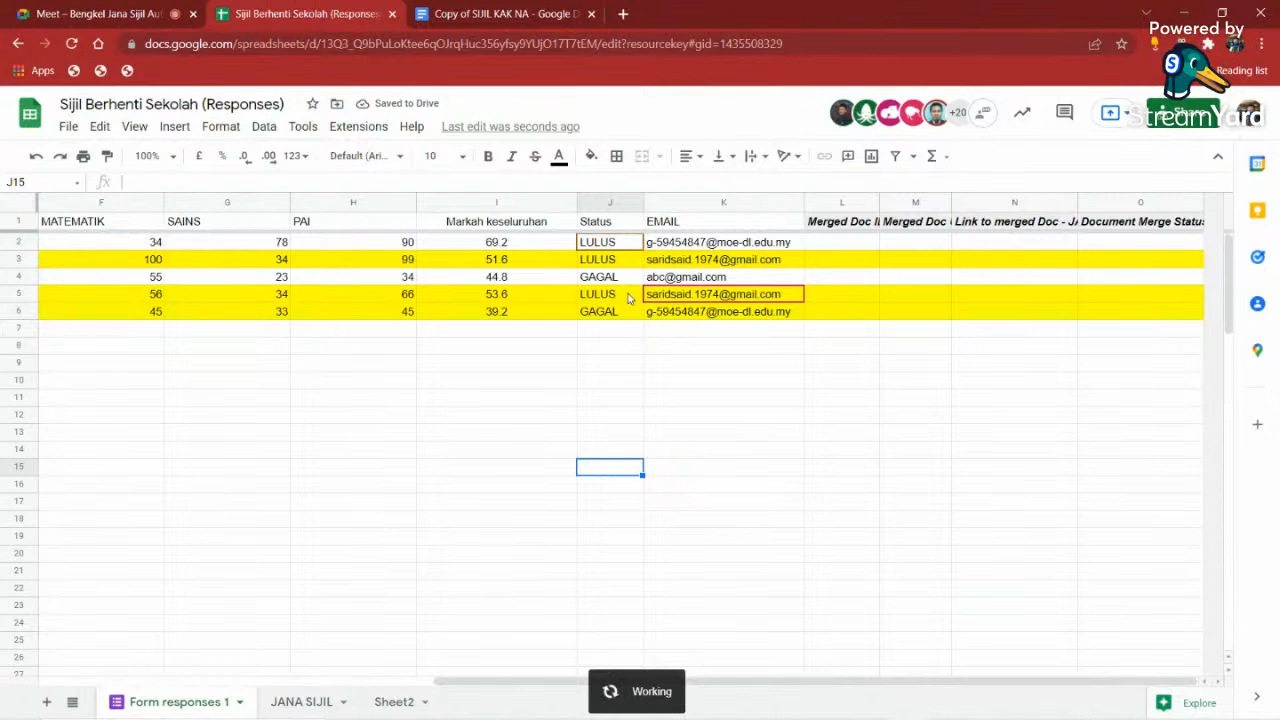 Meet – Bengkel Jana Sijil Aut
Sijil Berhenti Sekolah (Responses
Copy of SIJIL KAK NA - Google D
Powered by
docs.google.com/spreadsheets/d/13Q3_Q9bPuLoKtee6qOJrqHuc356yfsy9YUjO17T7tEM/edit?resourcekey#gid=1435508329
Apps
Reading list
StreamYard
Sijil Berhenti Sekolah (Responses)
Saved to Drive
+20
Share
File Edit View Insert Format Data Tools Extensions Help Last edit was seconds ago
100% £ % .0 .00 123 Default (Ari... 10 B I S A
J15 fx
F G H I J K L M N O
1 MATEMATIK SAINS PAI Markah keseluruhan Status EMAIL Merged Doc Merged Doc Link to merged Doc - Document Merge Status
2 34 78 90 69.2 LULUS g-59454847@moe-dl.edu.my
3 100 34 99 51.6 LULUS saridsaid.1974@gmail.com
4 55 23 34 44.8 GAGAL abc@gmail.com
5 56 34 66 53.6 LULUS saridsaid.1974@gmail.com
6 45 33 45 39.2 GAGAL g-59454847@moe-dl.edu.my
7
8
9
10
11
12
13
14
15
16
17
18
19
20
21
22
23
24
25
26
27
Working
Form responses 1 JANA SIJIL Sheet2 Explore